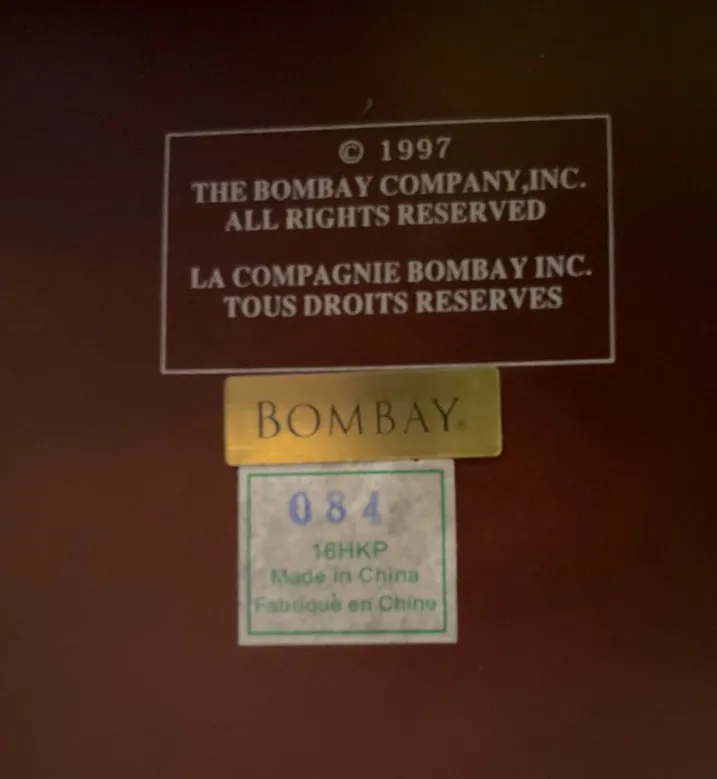 © 1997
THE BOMBAY COMPANY,INC.
ALL RIGHTS RESERVED
LA COMPAGNIE BOMBAY INC.
TOUS DROITS RESERVES
BOMBAY®
084
16HKP
Made in China
Fabriqué en Chine